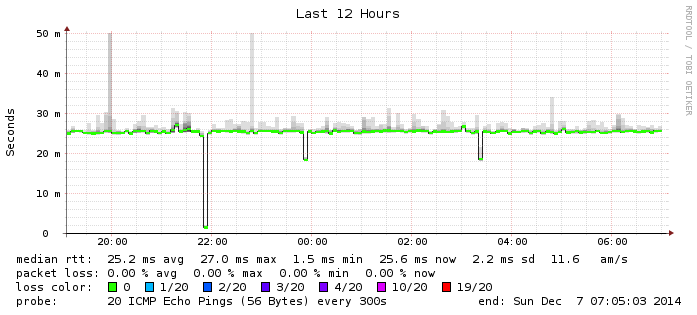 Last 12 Hours
RRDTOOL / TOBI OETIKER
Seconds
50 m
40 m
30 m
20 m
10 m
0
20:00 22:00 00:00 02:00 04:00 06:00
median rtt: 25.2 ms avg 27.0 ms max 1.5 ms min 25.6 ms now 2.2 ms sd 11.6 am/s
packet loss: 0.00 % avg 0.00 % max 0.00 % min 0.00 % now
loss color: 0 1/20 2/20 3/20 4/20 10/20 19/20
probe: 20 ICMP Echo Pings (56 Bytes) every 300s end: Sun Dec 7 07:05:03 2014